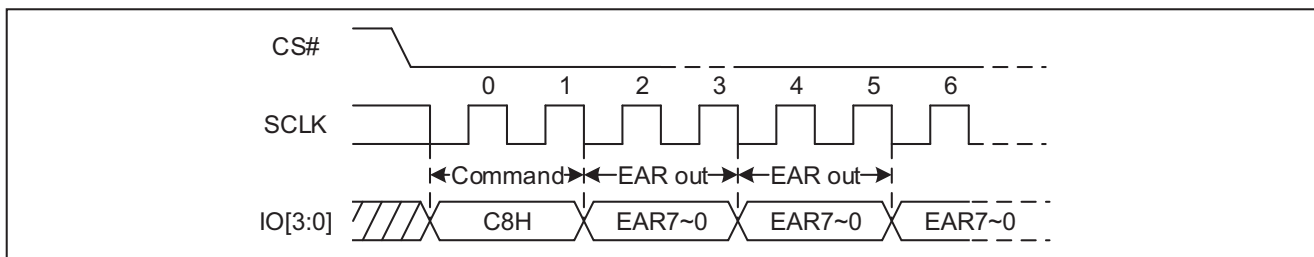 CS#
0 1 2 3 4 5 6
SCLK
Command EAR out EAR out
IO[3:0] C8H EAR7~0 EAR7~0 EAR7~0